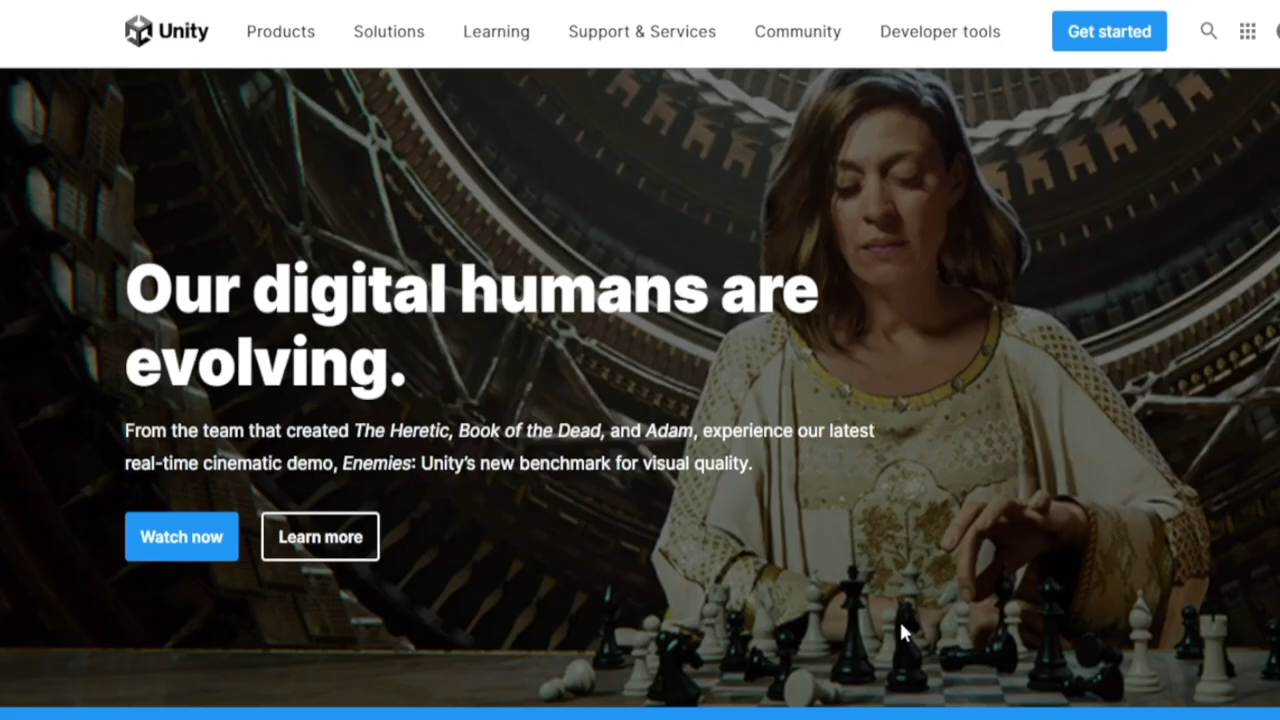 Unity Products Solutions Learning Support & Services Community Developer tools Get started
Our digital humans are
evolving.
From the team that created The Heretic, Book of the Dead, and Adam, experience our latest
real-time cinematic demo, Enemies: Unity’s new benchmark for visual quality.
Watch now Learn more